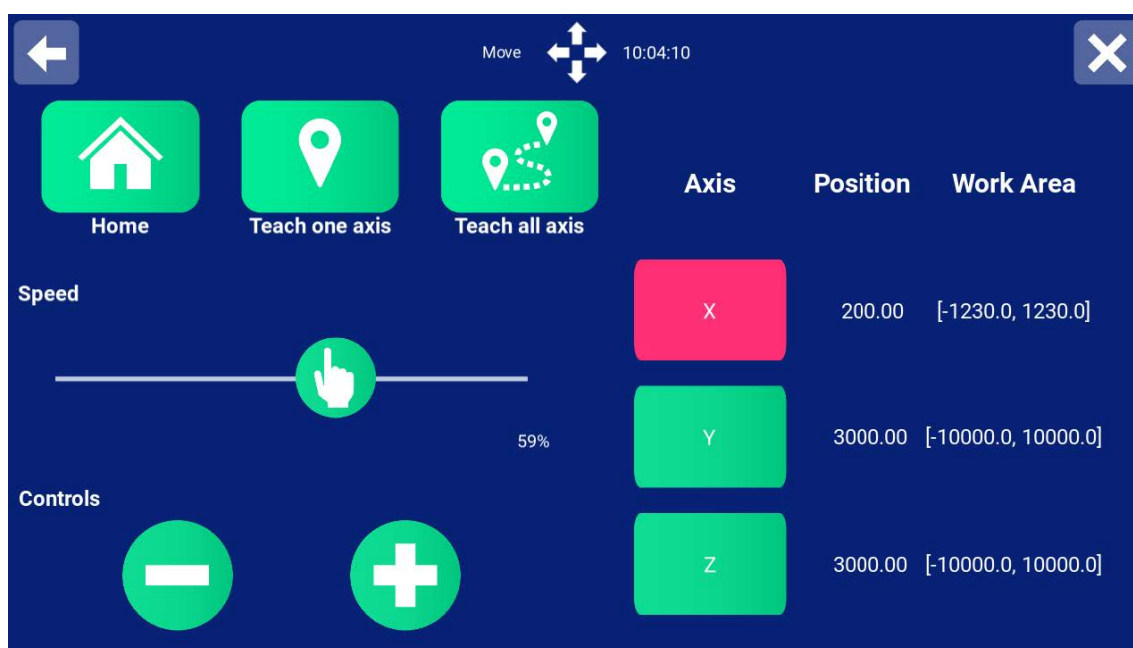 Move 10:04:10
Home Teach one axis Teach all axis
Axis Position Work Area
Speed
X 200.00 [-1230.0, 1230.0]
59%
Y 3000.00 [-10000.0, 10000.0]
Controls
Z 3000.00 [-10000.0, 10000.0]